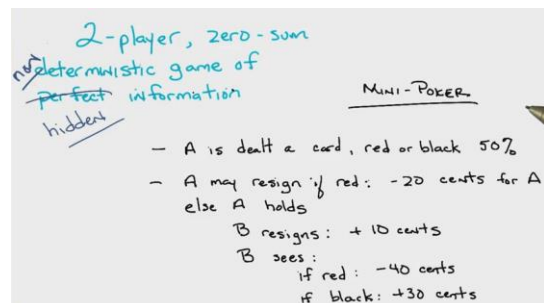 2-player, zero-sum
non
deterministic game of
perfect information
hidden
MINI-POKER
- A is dealt a card, red or black 50%
- A may resign if red: -20 cents for A
else A holds
B resigns: +10 cents
B sees:
if red: -40 cents
if black: +30 cents